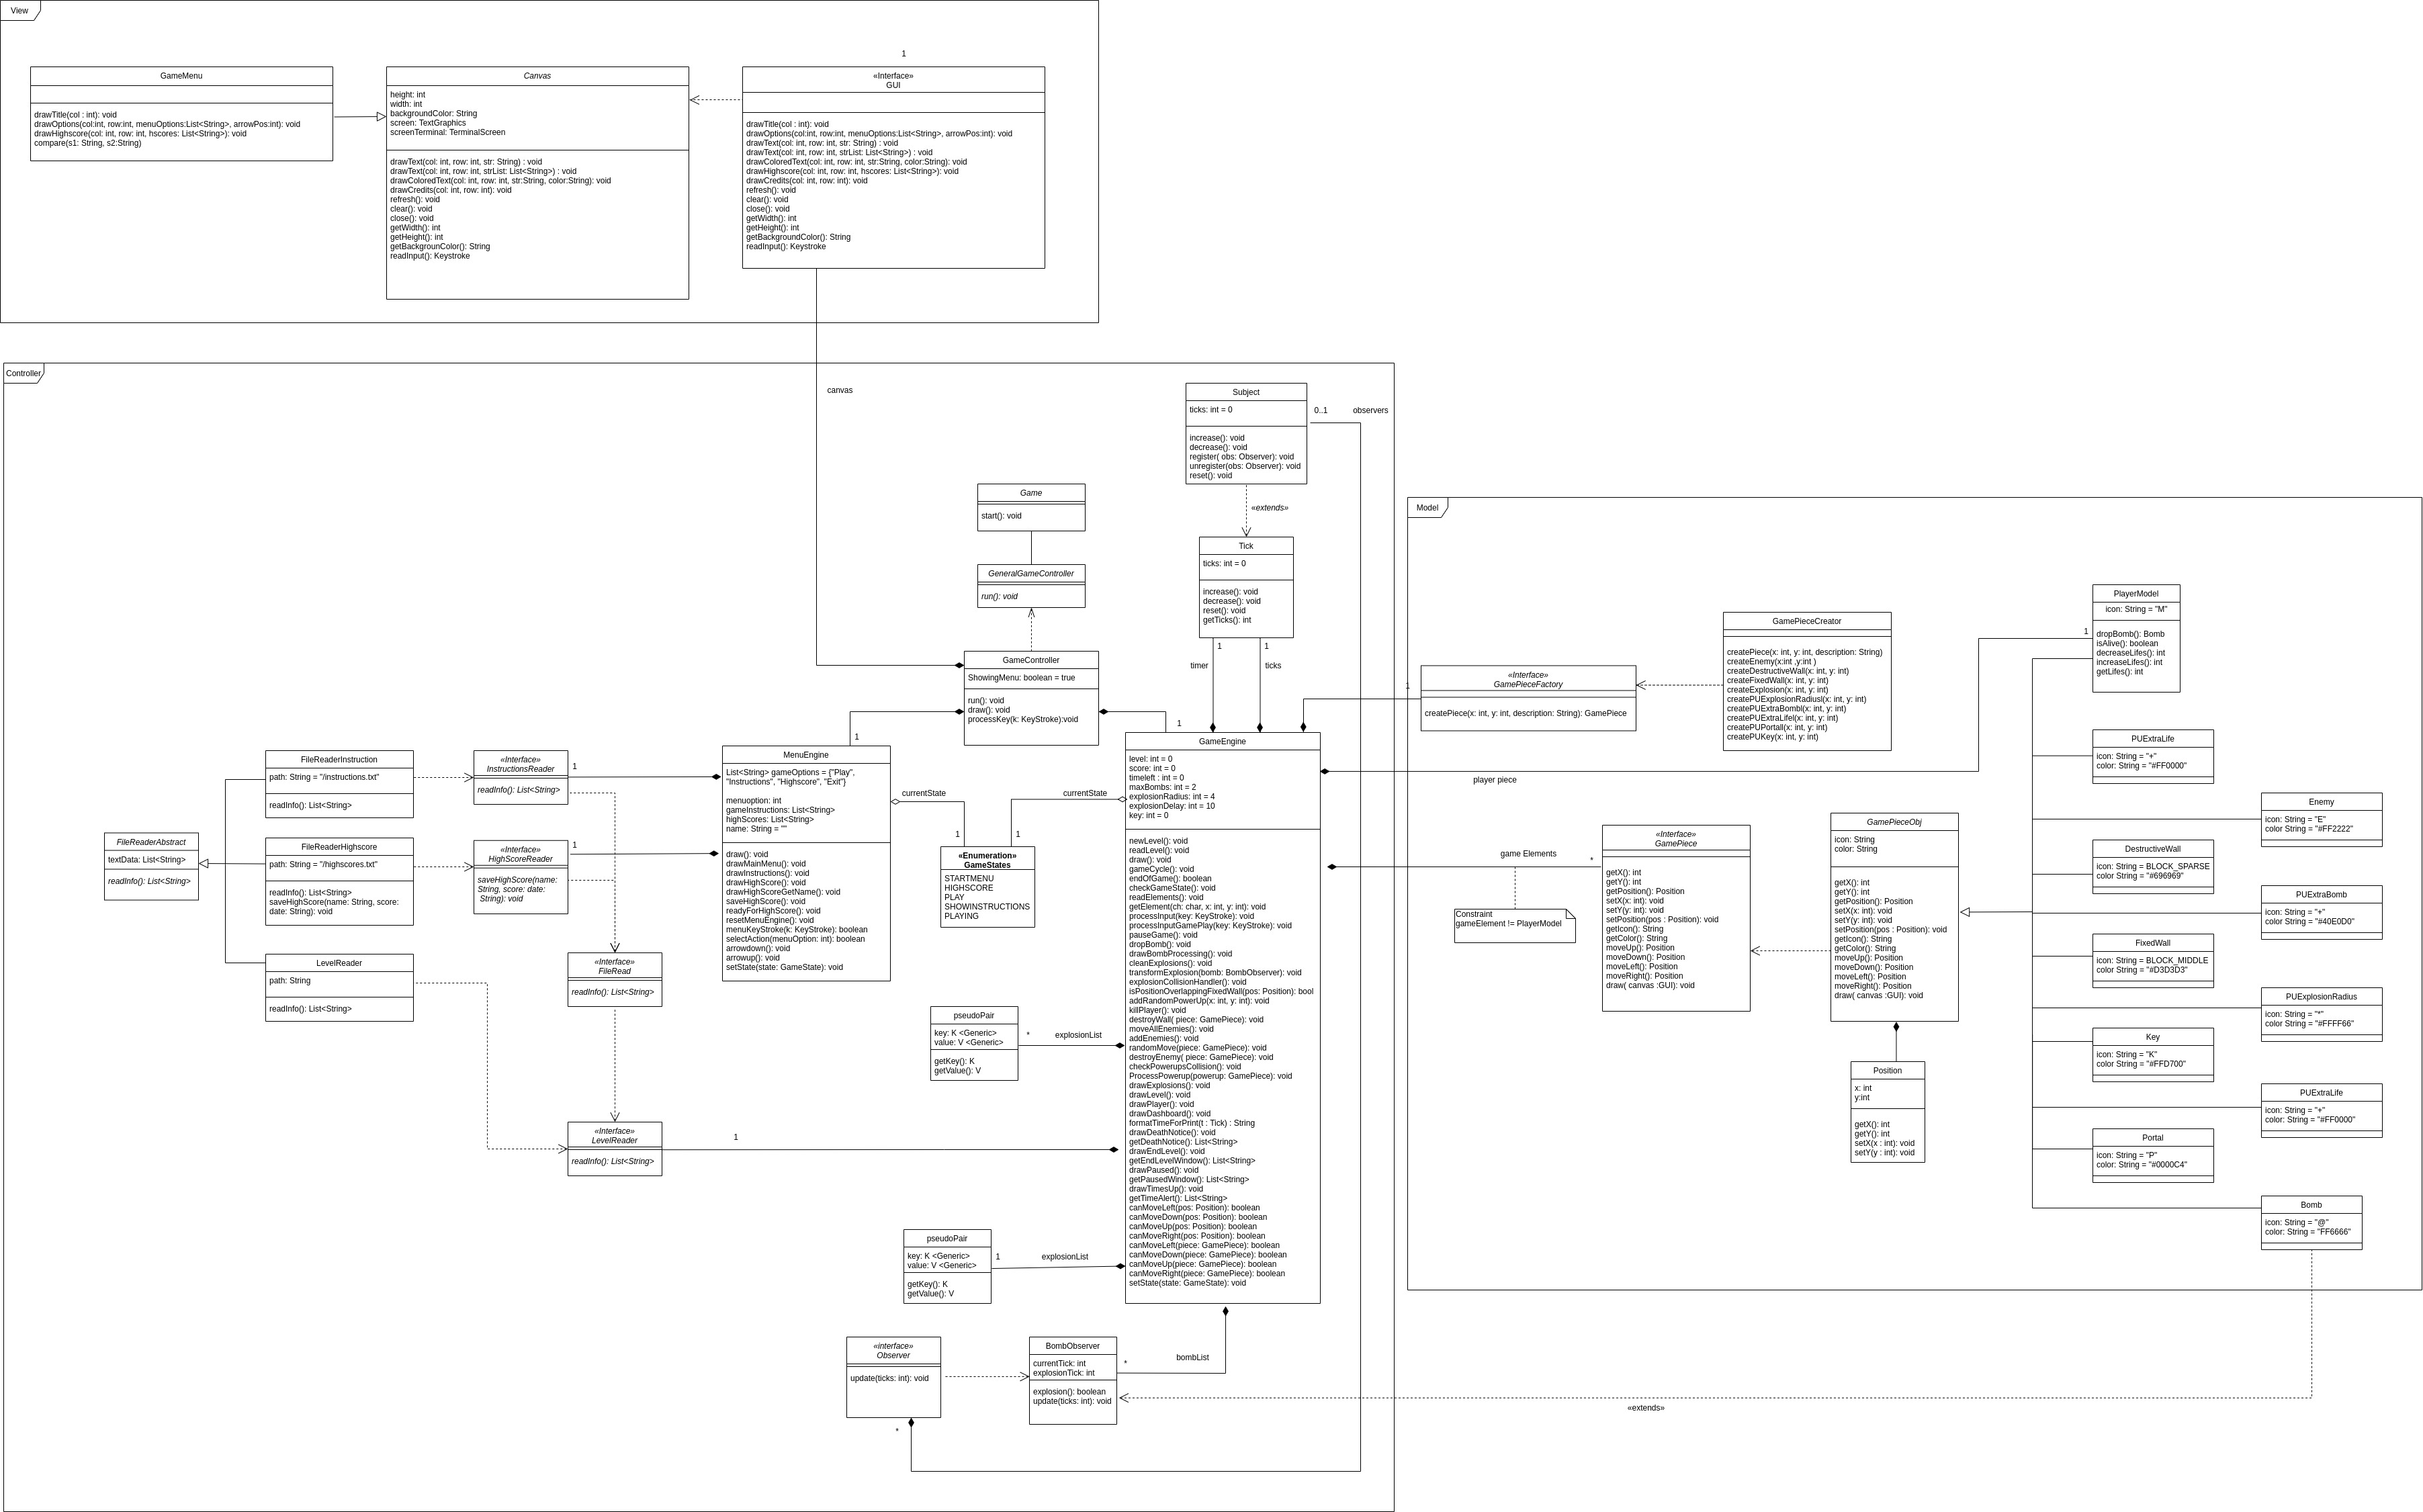 View
1
GameMenu
drawTitle(col : int): void
drawOptions(col:int, row:int, menuOptions:List<String>, arrowPos:int): void
drawHighscore(col: int, row: int, hscores: List<String>): void
compare(s1: String, s2:String)
Canvas
height: int
width: int
backgroundColor: String
screen: TextGraphics
screenTerminal: TerminalScreen
drawText(col: int, row: int, str: String) : void
drawText(col: int, row: int, strList: List<String>) : void
drawColoredText(col: int, row: int, str:String, color:String): void
drawCredits(col: int, row: int): void
refresh(): void
clear(): void
close(): void
getWidth(): int
getHeight(): int
getBackgrounColor(): String
readInput(): Keystroke
«Interface»
GUI
drawTitle(col : int): void
drawOptions(col:int, row:int, menuOptions:List<String>, arrowPos:int): void
drawText(col: int, row: int, str: String) : void
drawText(col: int, row: int, strList: List<String>) : void
drawColoredText(col: int, row: int, str:String, color:String): void
drawHighscore(col: int, row: int, hscores: List<String>): void
drawCredits(col: int, row: int): void
refresh(): void
clear(): void
close(): void
getWidth(): int
getHeight(): int
getBackgroundColor(): String
readInput(): Keystroke
Controller
canvas
Subject
ticks: int = 0
increase(): void
decrease(): void
register( obs: Observer): void
unregister(obs: Observer): void
reset(): void
0..1
observers
«extends»
Game
start(): void
GeneralGameController
run(): void
Tick
ticks: int = 0
increase(): void
decrease(): void
reset(): void
getTicks(): int
1
1
timer
ticks
GameController
ShowingMenu: boolean = true
run(): void
draw(): void
processKey(k: KeyStroke):void
1
1
FileReaderAbstract
textData: List<String>
readInfo(): List<String>
FileReaderInstruction
path: String = "/instructions.txt"
readInfo(): List<String>
FileReaderHighscore
path: String = "/highscores.txt"
readInfo(): List<String>
saveHighScore(name: String, score:
date: String): void
LevelReader
path: String
readInfo(): List<String>
«Interface»
InstructionsReader
readInfo(): List<String>
1
«Interface»
HighScoreReader
saveHighScore(name:
String, score: date:
String): void
1
«Interface»
FileRead
readInfo(): List<String>
«Interface»
LevelReader
readInfo(): List<String>
1
MenuEngine
List<String> gameOptions = {"Play",
"Instructions", "Highscore", "Exit"}
menuoption: int
gameInstructions: List<String>
highScores: List<String>
name: String = ""
draw(): void
drawMainMenu(): void
drawInstructions(): void
drawHighScore(): void
drawHighScoreGetName(): void
saveHighScore(): void
readyForHighScore(): void
resetMenuEngine(): void
menuKeyStroke(k: KeyStroke): boolean
selectAction(menuOption: int): boolean
arrowdown(): void
arrowup(): void
setState(state: GameState): void
currentState
1
currentState
1
«Enumeration»
GameStates
STARTMENU
HIGHSCORE
PLAY
SHOWINSTRUCTIONS
PLAYING
pseudoPair
key: K <Generic>
value: V <Generic>
getKey(): K
getValue(): V
*
explosionList
pseudoPair
key: K <Generic>
value: V <Generic>
getKey(): K
getValue(): V
1
explosionList
GameEngine
level: int = 0
score: int = 0
timeleft : int = 0
maxBombs: int = 2
explosionRadius: int = 4
explosionDelay: int = 10
key: int = 0
newLevel(): void
readLevel(): void
draw(): void
gameCycle(): void
endOfGame(): boolean
checkGameState(): void
readElements(): void
getElement(ch: char, x: int, y: int): void
processInput(key: KeyStroke): void
processInputGamePlay(key: KeyStroke): void
pauseGame(): void
dropBomb(): void
drawBombProcessing(): void
cleanExplosions(): void
transformExplosion(bomb: BombObserver): void
explosionCollisionHandler(): void
isPositionOverlappingFixedWall(pos: Position): bool
addRandomPowerUp(x: int, y: int): void
killPlayer(): void
destroyWall( piece: GamePiece): void
moveAllEnemies(): void
addEnemies(): void
randomMove(piece: GamePiece): void
destroyEnemy( piece: GamePiece): void
checkPowerupsCollision(): void
ProcessPowerup(powerup: GamePiece): void
drawExplosions(): void
drawLevel(): void
drawPlayer(): void
drawDashboard(): void
formatTimeForPrint(t : Tick) : String
drawDeathNotice(): void
getDeathNotice(): List<String>
drawEndLevel(): void
getEndLevelWindow(): List<String>
drawPaused(): void
getPausedWindow(): List<String>
drawTimesUp(): void
getTimeAlert(): List<String>
canMoveLeft(pos: Position): boolean
canMoveDown(pos: Position): boolean
canMoveUp(pos: Position): boolean
canMoveRight(pos: Position): boolean
canMoveLeft(piece: GamePiece): boolean
canMoveDown(piece: GamePiece): boolean
canMoveUp(piece: GamePiece): boolean
canMoveRight(piece: GamePiece): boolean
setState(state: GameState): void
«interface»
Observer
update(ticks: int): void
*
BombObserver
currentTick: int
explosionTick: int
explosion(): boolean
update(ticks: int): void
*
bombList
«extends»
Model
1
«Interface»
GamePieceFactory
createPiece(x: int, y: int, description: String): GamePiece
GamePieceCreator
createPiece(x: int, y: int, description: String)
createEnemy(x:int ,y:int )
createDestructiveWall(x: int, y: int)
createFixedWall(x: int, y: int)
createExplosion(x: int, y: int)
createPUExplosionRadiusl(x: int, y: int)
createPUExtraBombl(x: int, y: int)
createPUExtraLifel(x: int, y: int)
createPUPortall(x: int, y: int)
createPUKey(x: int, y: int)
player piece
1
game Elements
*
Constraint
gameElement != PlayerModel
«Interface»
GamePiece
getX(): int
getY(): int
getPosition(): Position
setX(x: int): void
setY(y: int): void
setPosition(pos : Position): void
getIcon(): String
getColor(): String
moveUp(): Position
moveDown(): Position
moveLeft(): Position
moveRight(): Position
draw( canvas :GUI): void
GamePieceObj
icon: String
color: String
getX(): int
getY(): int
getPosition(): Position
setX(x: int): void
setY(y: int): void
setPosition(pos : Position): void
getIcon(): String
getColor(): String
moveUp(): Position
moveDown(): Position
moveLeft(): Position
moveRight(): Position
draw( canvas :GUI): void
Position
x: int
y:int
getX(): int
getY(): int
setX(x : int): void
setY(y : int): void
PlayerModel
icon: String = "M"
dropBomb(): Bomb
isAlive(): boolean
decreaseLifes(): int
increaseLifes(): int
getLifes(): int
PUExtraLife
icon: String = "+"
color: String = "#FF0000"
Enemy
icon: String = "E"
color String = "#FF2222"
DestructiveWall
icon: String = BLOCK_SPARSE
color String = "#696969"
PUExtraBomb
icon: String = "+"
color String = "#40E0D0"
FixedWall
icon: String = BLOCK_MIDDLE
color String = "#D3D3D3"
PUExplosionRadius
icon: String = "*"
color String = "#FFFF66"
Key
icon: String = "K"
color String = "#FFD700"
PUExtraLife
icon: String = "+"
color: String = "#FF0000"
Portal
icon: String = "P"
color: String = "#0000C4"
Bomb
icon: String = "@"
color: String = "FF6666"